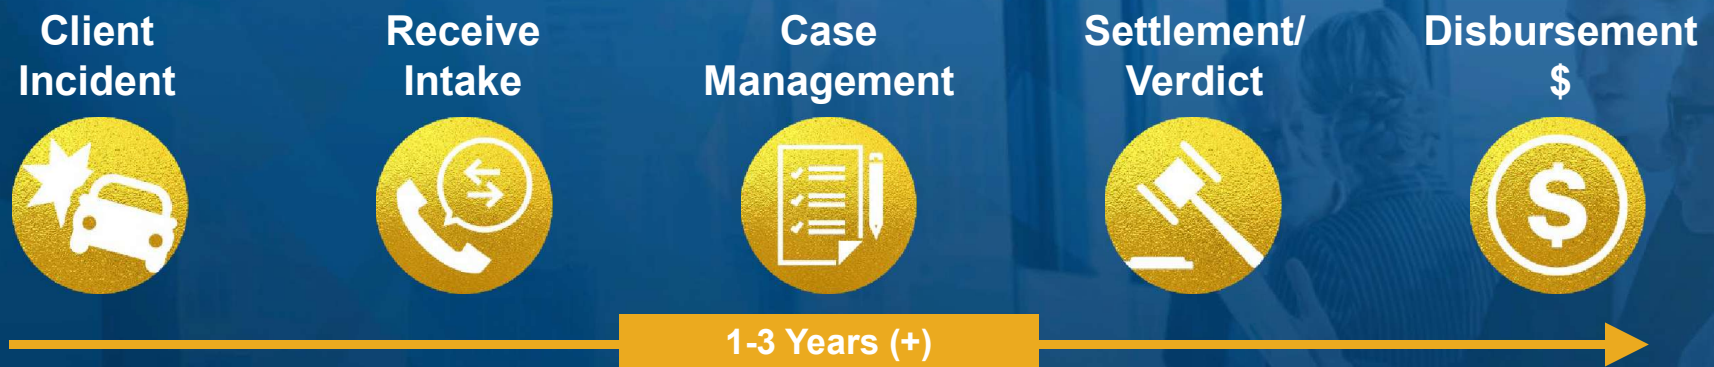 Client
Incident
Receive
Intake
Case
Management
Settlement/
Verdict
Disbursement
$
$
1-3 Years (+)